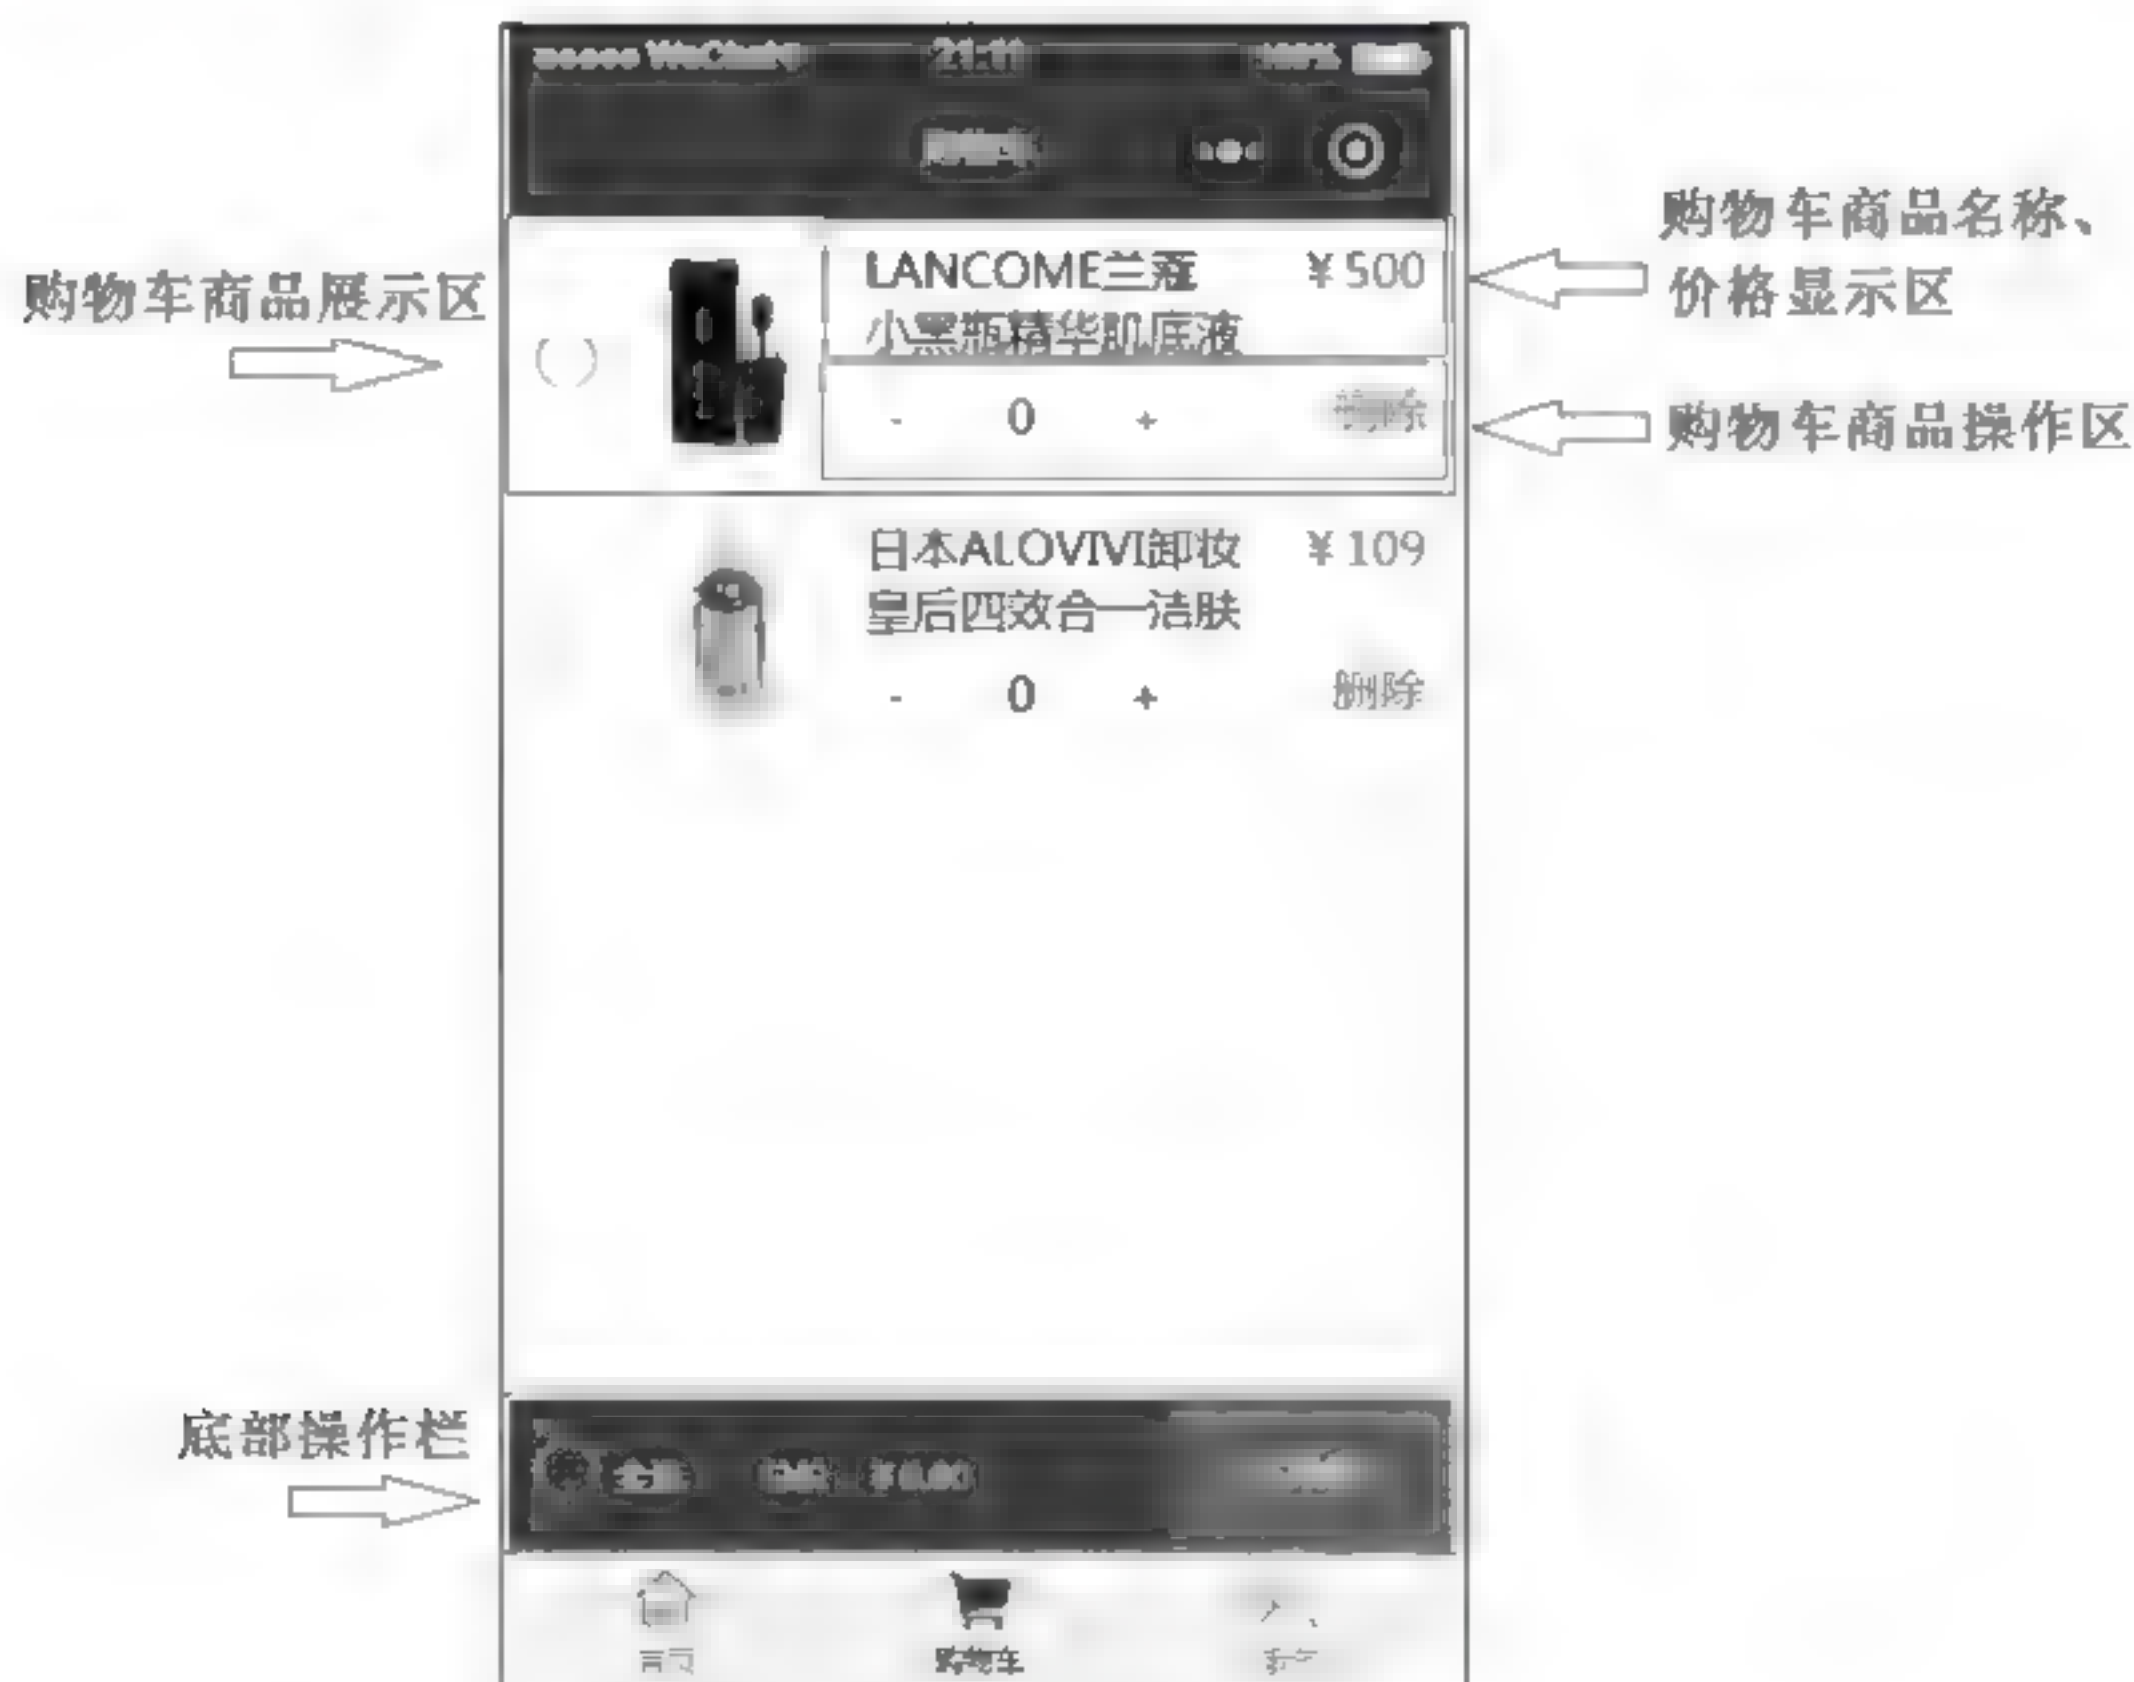 购物车商品名称、
价格显示区
购物车商品展示区
LANCOME兰蔻
¥500
小黑瓶精华肌底液
-
0
+
删除
购物车商品操作区
日本ALOVIVI卸妆
¥109
皇后四效合一洁肤
-
0
+
删除
底部操作栏
购物车